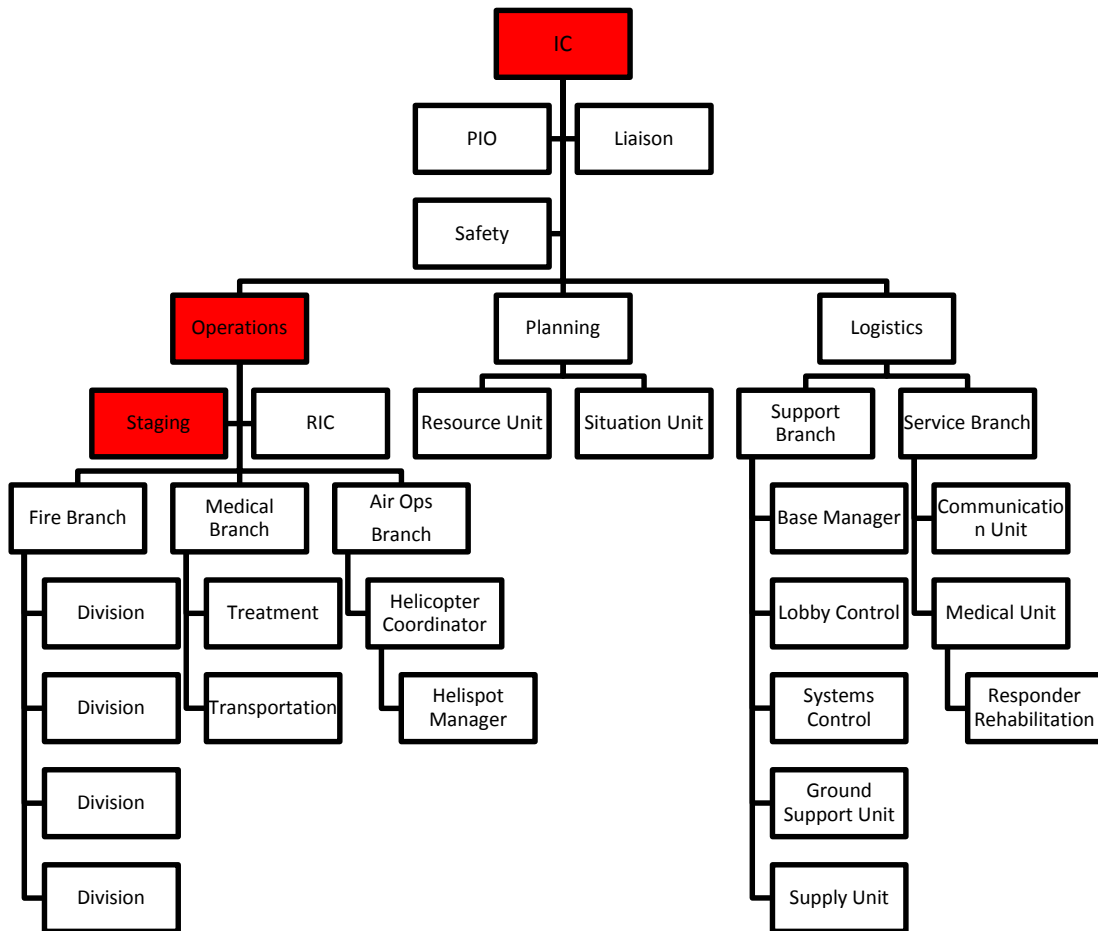 IC
PIO
Liaison
Safety
Operations
Planning
Logistics
Staging
RIC
Resource Unit
Situation Unit
Support
Branch
Service Branch
Fire Branch
Medical
Branch
Air Ops
Branch
Base Manager
Communicatio
n Unit
Division
Treatment
Helicopter
Coordinator
Lobby Control
Medical Unit
Division
Transportation
Helispot
Manager
Systems
Control
Responder
Rehabilitation
Division
Ground
Support Unit
Division
Supply Unit